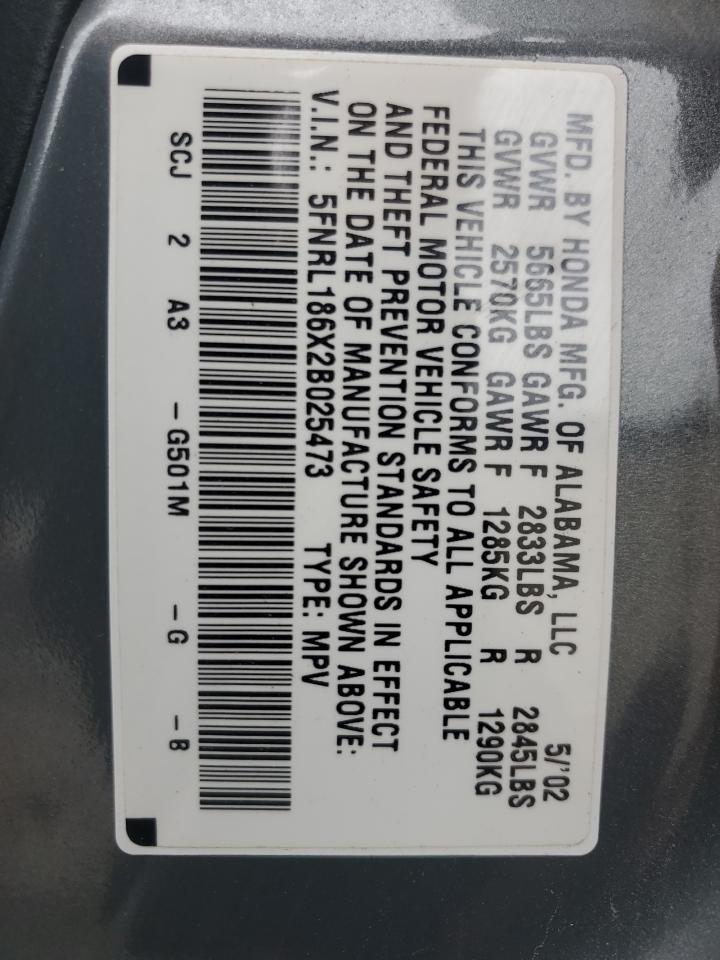 MFD. BY HONDA MFG. OF ALABAMA, LLC 5/'02
GVWR 5665LBS GAWR F 2833LBS R 2845LBS
GVWR 2570KG GAWR F 1285KG R 1290KG
THIS VEHICLE CONFORMS TO ALL APPLICABLE
FEDERAL MOTOR VEHICLE SAFETY
AND THEFT PREVENTION STANDARDS IN EFFECT
ON THE DATE OF MANUFACTURE SHOWN ABOVE:
V.I.N.: 5FNRL186X2B025473 TYPE: MPV
SCJ 2 A3 -G501M -G -B